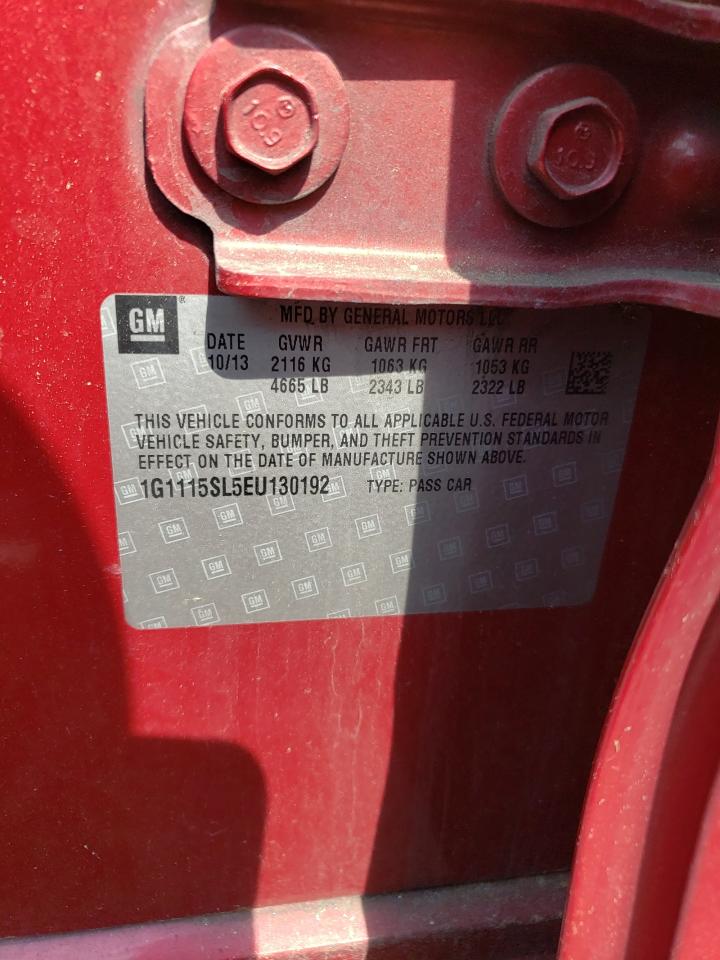 10.9
10.9
GM
MFD BY GENERAL MOTORS LLC
DATE GVWR GAWR FRT GAWR RR
10/13 2116 KG 1063 KG 1053 KG
4665 LB 2343 LB 2322 LB
THIS VEHICLE CONFORMS TO ALL APPLICABLE U.S. FEDERAL MOTOR
VEHICLE SAFETY, BUMPER, AND THEFT PREVENTION STANDARDS IN
EFFECT ON THE DATE OF MANUFACTURE SHOWN ABOVE.
1G1115SL5EU130192 TYPE: PASS CAR